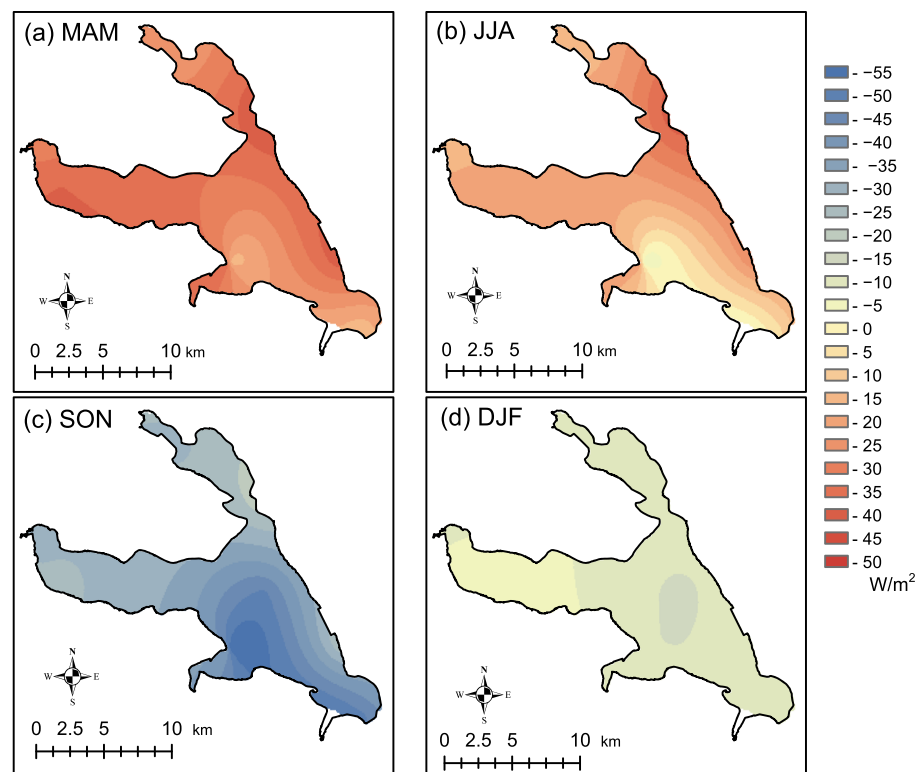 (a) MAM
N
W E
S
0 2.5 5 10 km
(b) JJA
N
W E
S
0 2.5 5 10 km
(c) SON
N
W E
S
0 2.5 5 10 km
(d) DJF
N
W E
S
0 2.5 5 10 km
- −55
- −50
- −45
- −40
- −35
- −30
- −25
- −20
- −15
- −10
- −5
- 0
- 5
- 10
- 15
- 20
- 25
- 30
- 35
- 40
- 45
- 50
W/m²